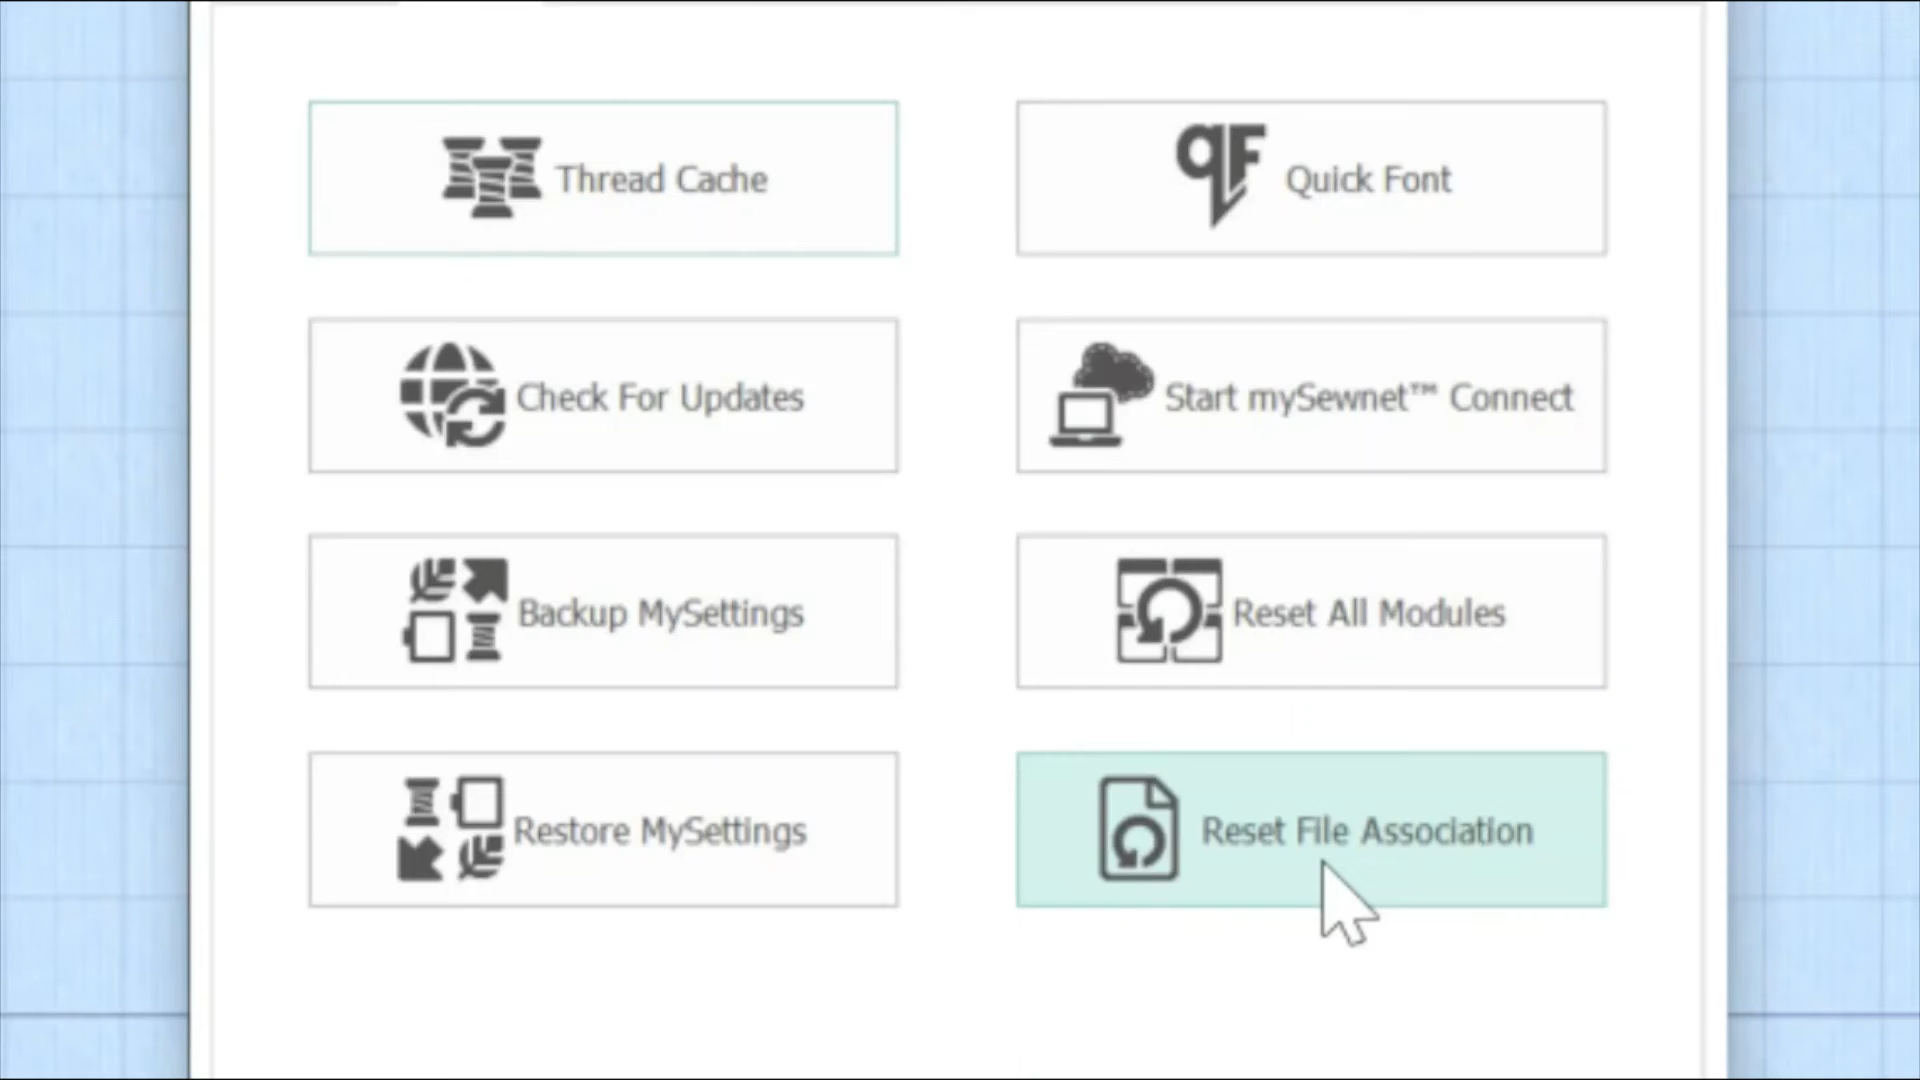 Thread Cache
Quick Font
Check For Updates
Start mySewnet™ Connect
Backup MySettings
Reset All Modules
Restore MySettings
Reset File Association